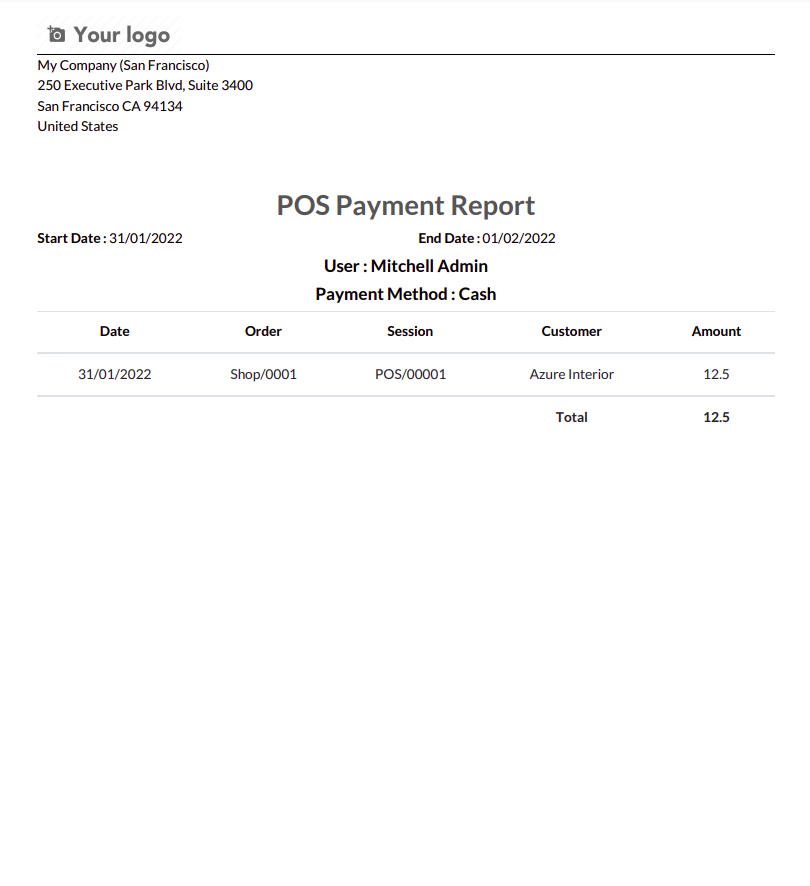 Your logo
My Company (San Francisco)
250 Executive Park Blvd, Suite 3400
San Francisco CA 94134
United States
POS Payment Report
Start Date : 31/01/2022 End Date : 01/02/2022
User : Mitchell Admin
Payment Method : Cash
Date Order Session Customer Amount
31/01/2022 Shop/0001 POS/00001 Azure Interior 12.5
Total 12.5